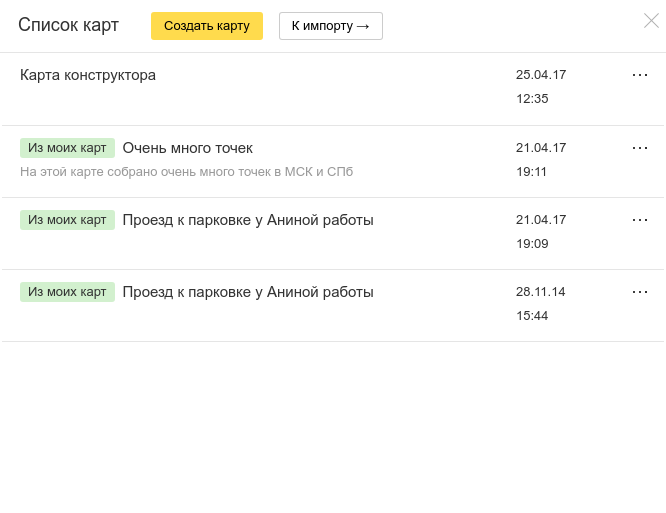 Список карт Создать карту К импорту →
Карта конструктора 25.04.17
12:35
Из моих карт Очень много точек 21.04.17
На этой карте собрано очень много точек в МСК и СПб 19:11
Из моих карт Проезд к парковке у Аниной работы 21.04.17
19:09
Из моих карт Проезд к парковке у Аниной работы 28.11.14
15:44